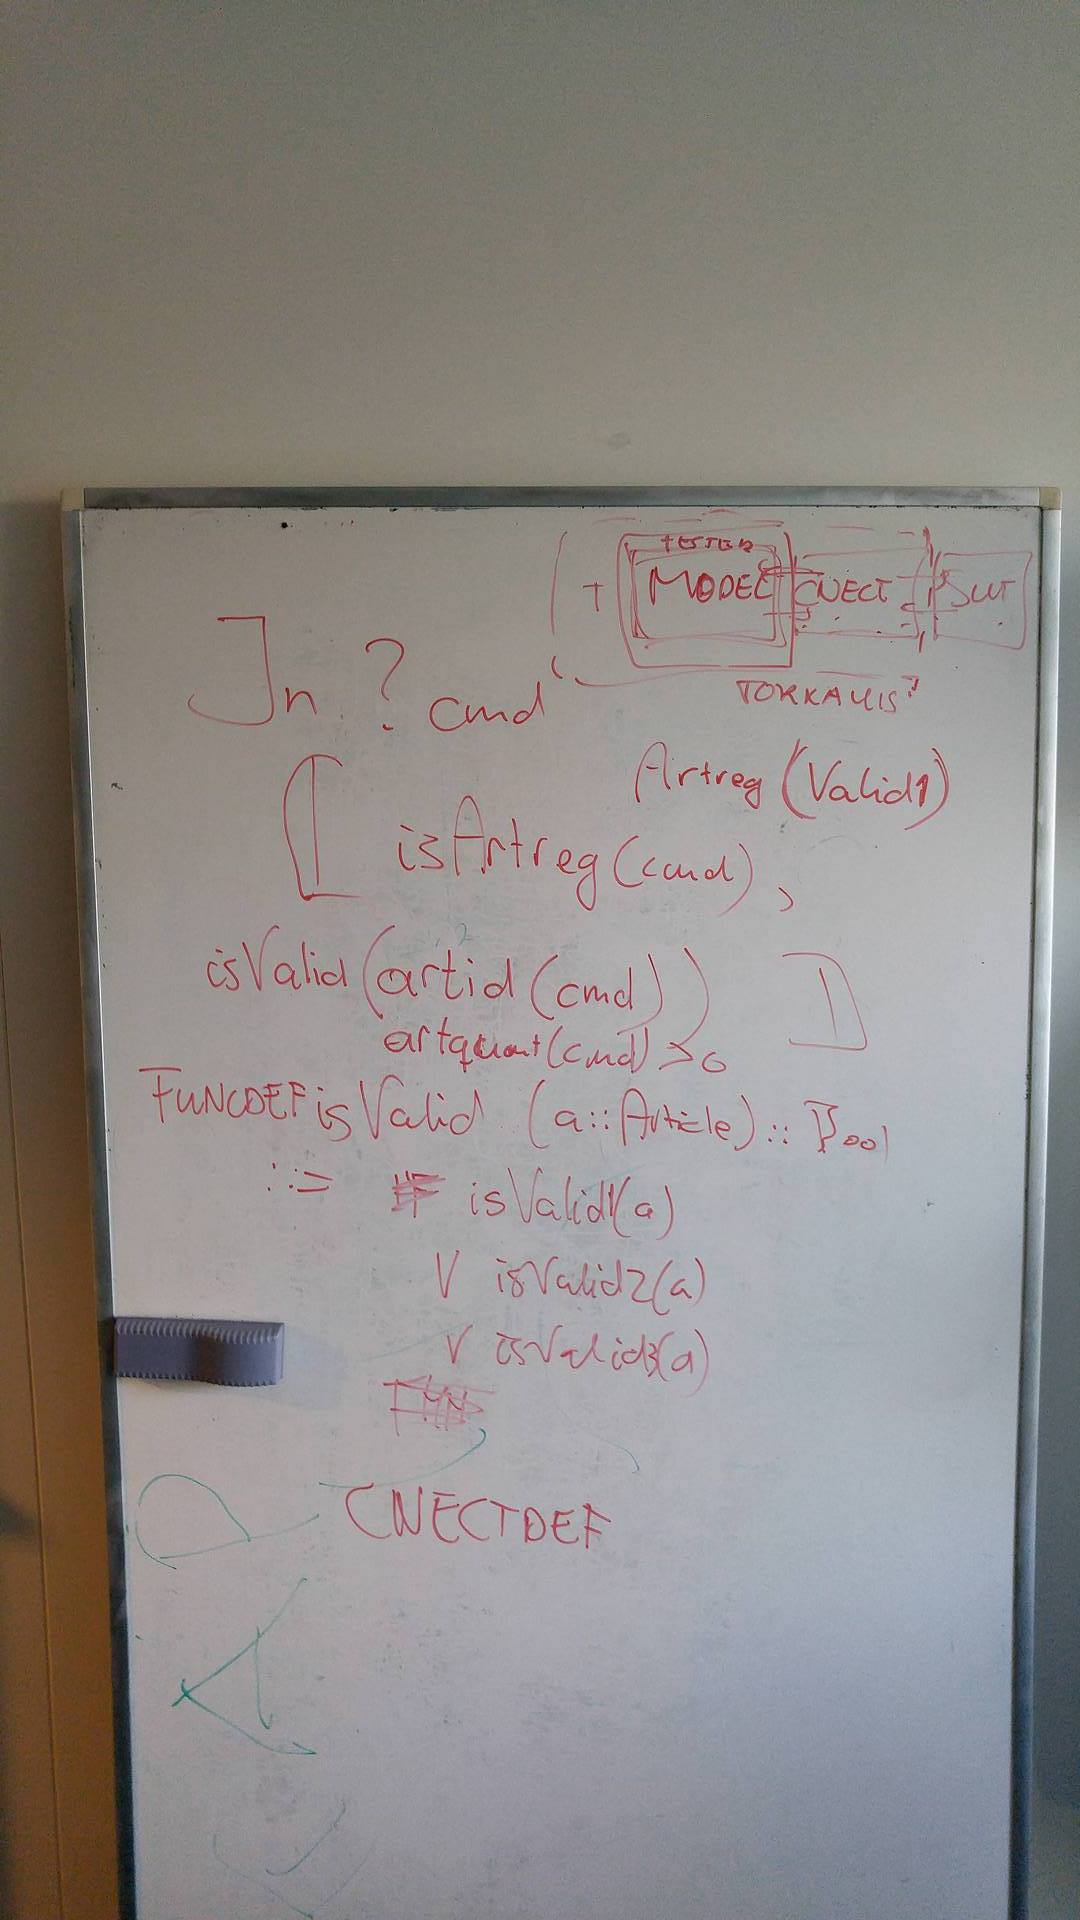 TESTER
MODEL CNECT SUT
TORXAKIS?
In ? cmd
Artreg (Valid1)
[[ isArtreg (cmd) ,
isValid (artid (cmd))
artquant (cmd) > 0 ]]
FUNCDEF isValid (a::Article) :: Bool
::= isValid1(a)
V isValid2(a)
V isValid3(a)
CNECTDEF